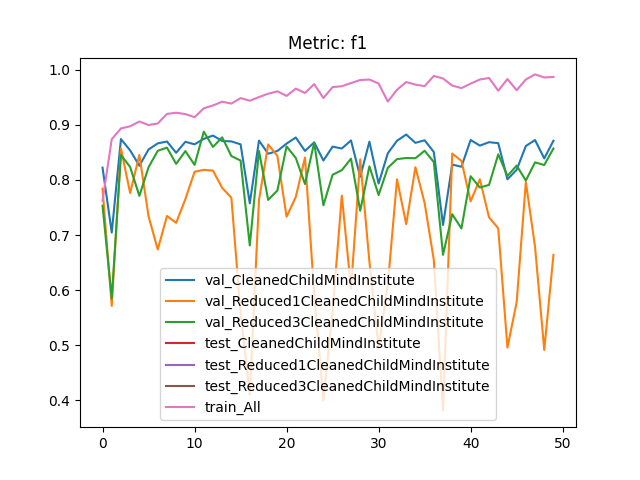 Metric: f1
1.0
0.9
0.8
0.7
0.6
0.5
0.4
val_CleanedChildMindInstitute
val_Reduced1CleanedChildMindInstitute
val_Reduced3CleanedChildMindInstitute
test_CleanedChildMindInstitute
test_Reduced1CleanedChildMindInstitute
test_Reduced3CleanedChildMindInstitute
train_All
0 10 20 30 40 50